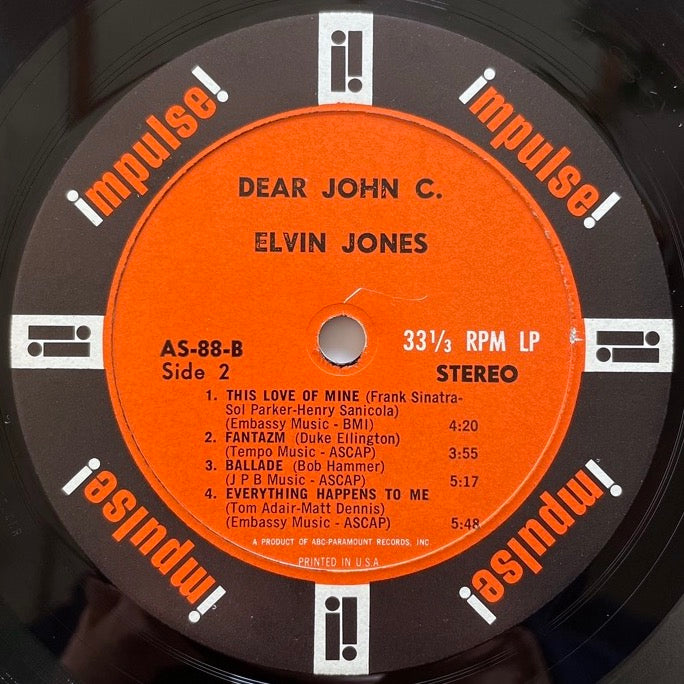 impulse!
impulse!
DEAR JOHN C.
ELVIN JONES
AS-88-B
Side 2
33 1/3 RPM LP
STEREO
1. THIS LOVE OF MINE (Frank Sinatra-
Sol Parker-Henry Sanicola)
(Embassy Music - BMI) 4:20
2. FANTAZM (Duke Ellington)
(Tempo Music - ASCAP) 3:55
3. BALLADE (Bob Hammer)
(J P B Music - ASCAP) 5:17
4. EVERYTHING HAPPENS TO ME
(Tom Adair-Matt Dennis)
(Embassy Music - ASCAP) 5:48
A PRODUCT OF ABC-PARAMOUNT RECORDS, INC.
PRINTED IN U.S.A.
impulse!
impulse!